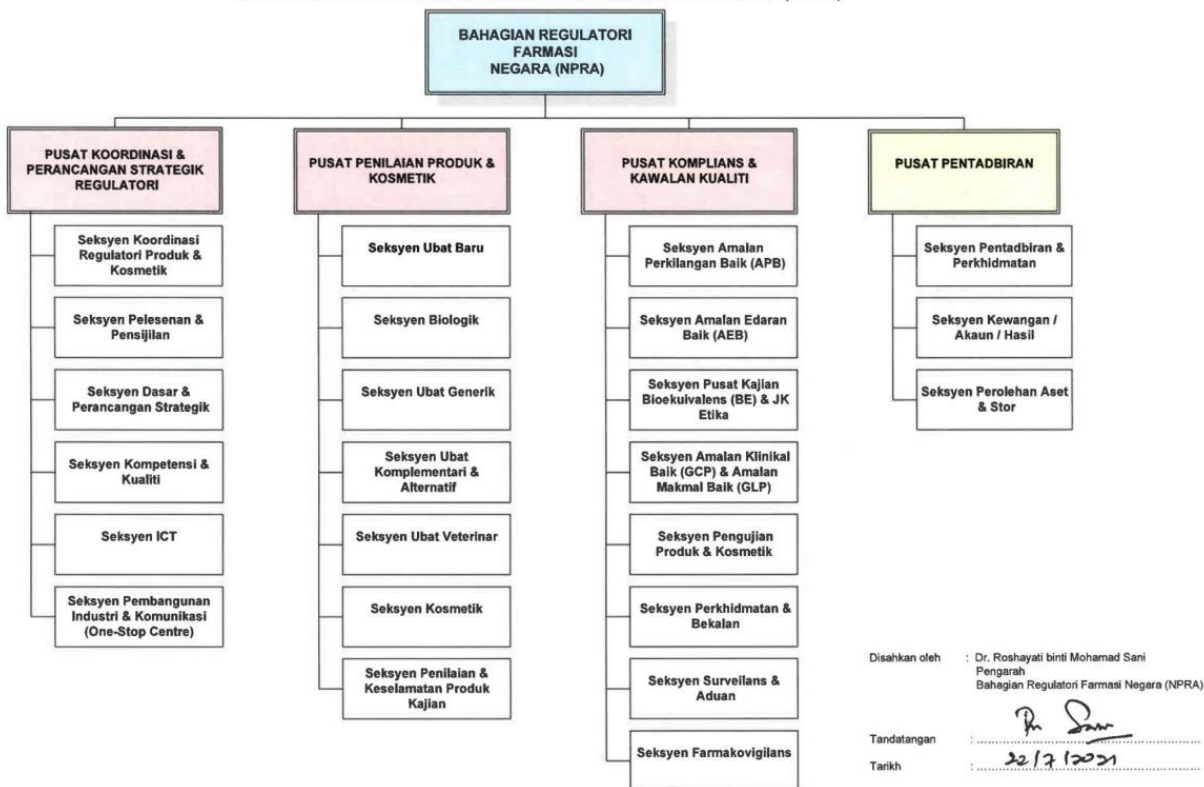 BAHAGIAN REGULATORI
FARMASI
NEGARA (NPRA)
PUSAT KOORDINASI &
PERANCANGAN STRATEGIK
REGULATORI
Seksyen Koordinasi
Regulatori Produk &
Kosmetik
Seksyen Pelesenan &
Pensijilan
Seksyen Dasar &
Perancangan Strategik
Seksyen Kompetensi &
Kualiti
Seksyen ICT
Seksyen Pembangunan
Industri & Komunikasi
(One-Stop Centre)
PUSAT PENILAIAN PRODUK &
KOSMETIK
Seksyen Ubat Baru
Seksyen Biologik
Seksyen Ubat Generik
Seksyen Ubat
Komplementari &
Alternatif
Seksyen Ubat Veterinar
Seksyen Kosmetik
Seksyen Penilaian &
Keselamatan Produk
Kajian
PUSAT KOMPLIANS &
KAWALAN KUALITI
Seksyen Amalan
Perkilangan Baik (APB)
Seksyen Amalan Edaran
Baik (AEB)
Seksyen Pusat Kajian
Bioekuivalens (BE) & JK
Etika
Seksyen Amalan Klinikal
Baik (GCP) & Amalan
Makmal Baik (GLP)
Seksyen Pengujian
Produk & Kosmetik
Seksyen Perkhidmatan &
Bekalan
Seksyen Surveilans &
Aduan
Seksyen Farmakovigilans
PUSAT PENTADBIRAN
Seksyen Pentadbiran &
Perkhidmatan
Seksyen Kewangan /
Akaun / Hasil
Seksyen Perolehan Aset
& Stor
Disahkan oleh : Dr. Roshayati binti Mohamad Sani
Pengarah
Bahagian Regulatori Farmasi Negara (NPRA)
Tandatangan :
Tarikh : 22/7/2021